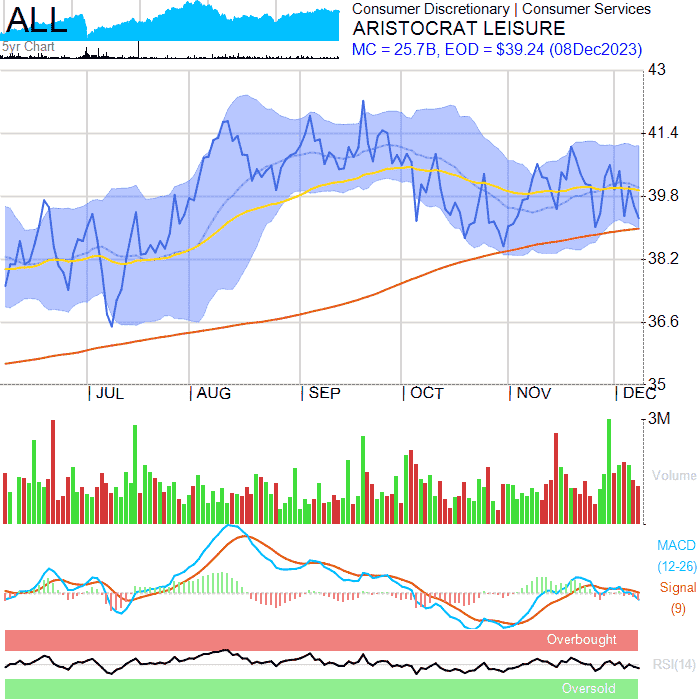 ALL
5yr Chart
Consumer Discretionary | Consumer Services
ARISTOCRAT LEISURE
MC = 25.7B, EOD = $39.24 (08Dec2023)
43
41.4
39.8
38.2
36.6
35
JUL AUG SEP OCT NOV DEC
3M
Volume
MACD
(12-26)
Signal
(9)
Overbought
RSI(14)
Oversold